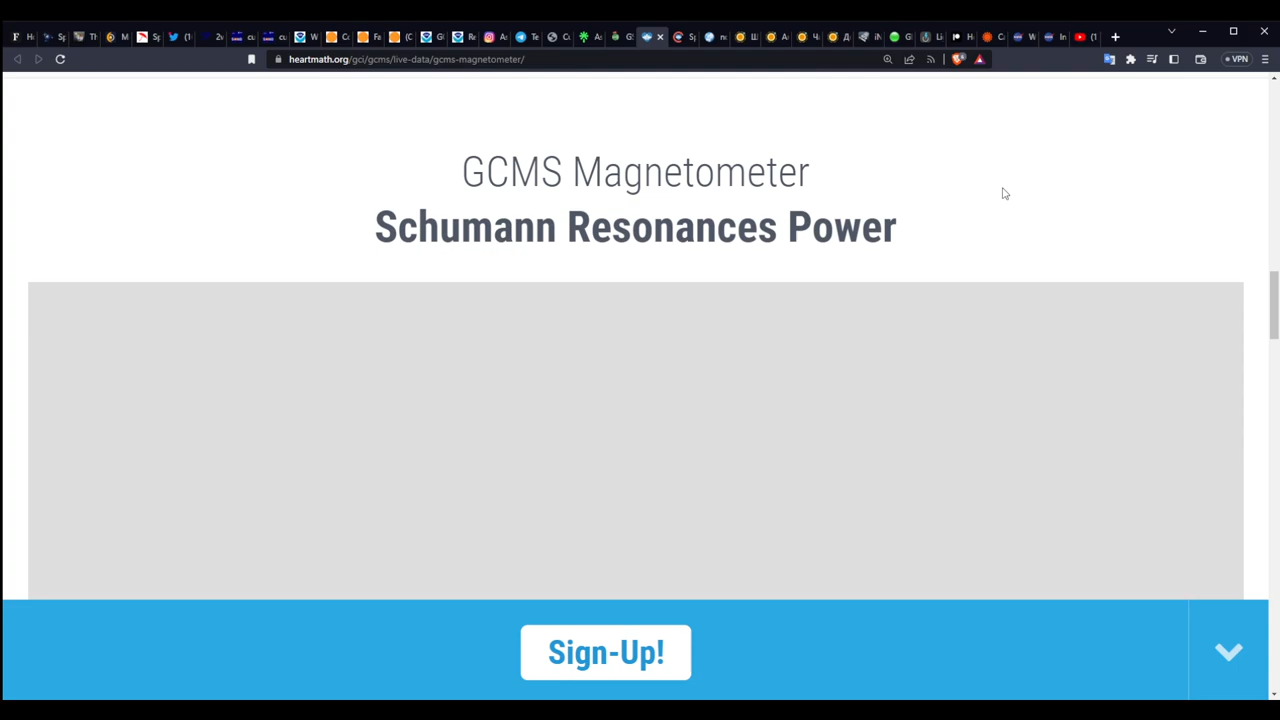 heartmath.org/gci/gcms/live-data/gcms-magnetometer/
VPN
GCMS Magnetometer
Schumann Resonances Power
Sign-Up!